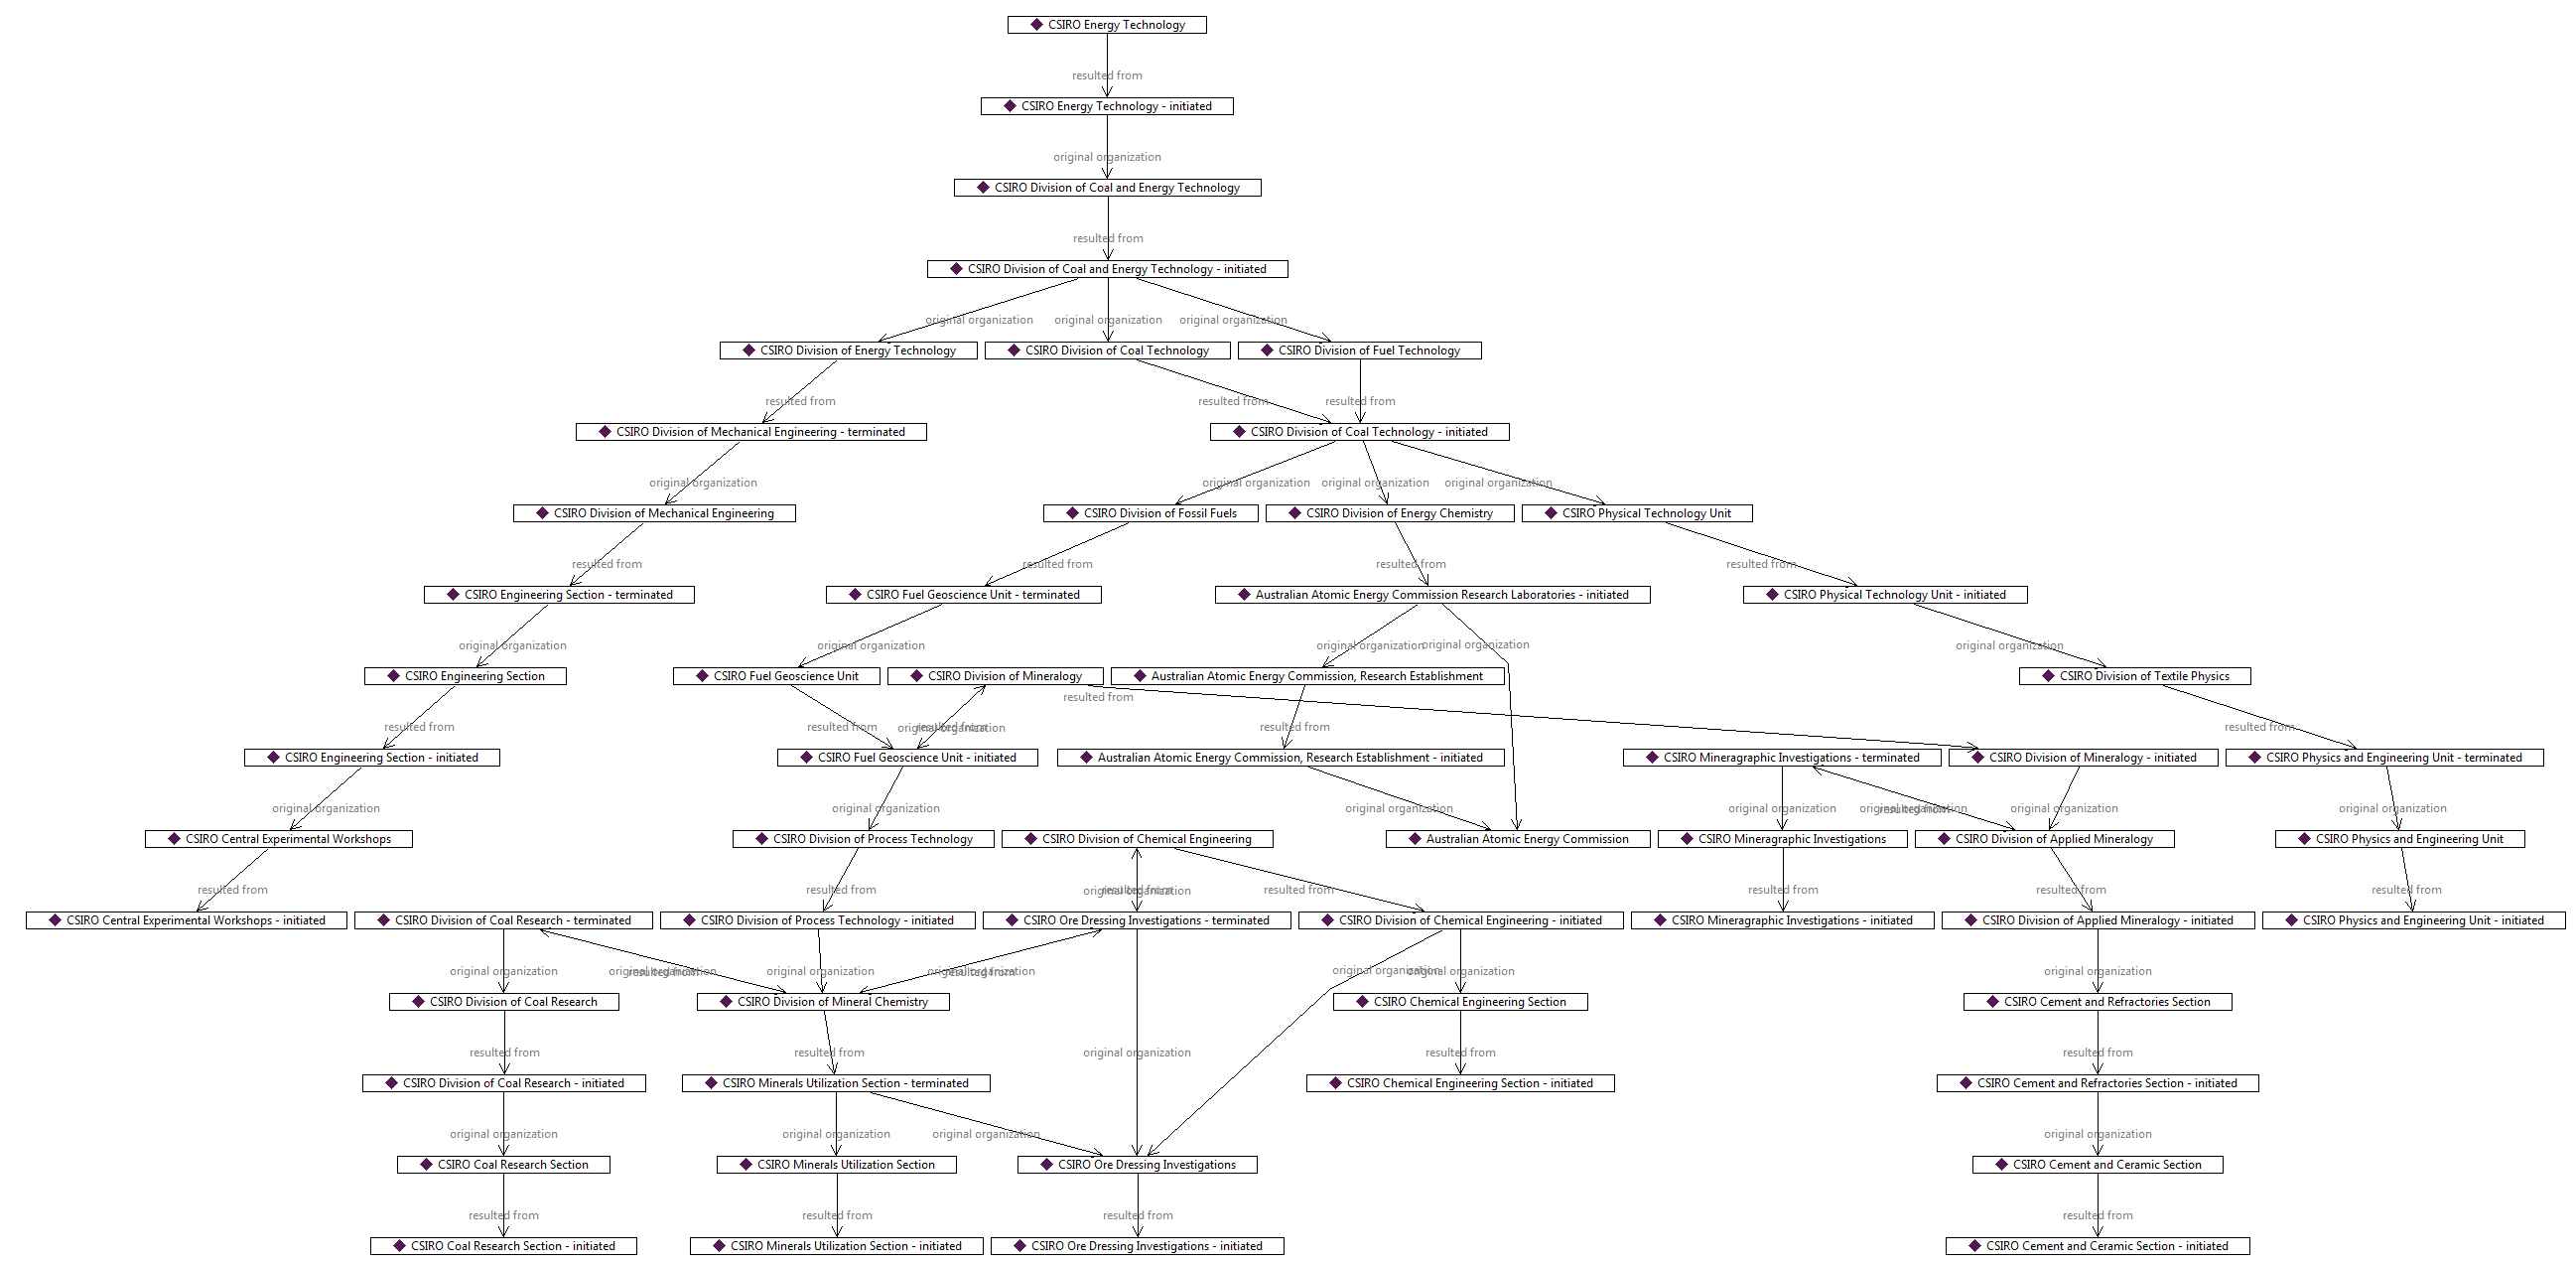 CSIRO Energy Technology
resulted from
CSIRO Energy Technology - initiated
original organization
CSIRO Division of Coal and Energy Technology
resulted from
CSIRO Division of Coal and Energy Technology - initiated
original organization original organization original organization
CSIRO Division of Energy Technology CSIRO Division of Coal Technology CSIRO Division of Fuel Technology
resulted from resulted from resulted from
CSIRO Division of Mechanical Engineering - terminated CSIRO Division of Coal Technology - initiated
original organization original organization original organization original organization
CSIRO Division of Mechanical Engineering CSIRO Division of Fossil Fuels CSIRO Division of Energy Chemistry CSIRO Physical Technology Unit
resulted from resulted from resulted from resulted from
CSIRO Engineering Section - terminated CSIRO Fuel Geoscience Unit - terminated Australian Atomic Energy Commission Research Laboratories - initiated CSIRO Physical Technology Unit - initiated
original organization original organization original organization original organization original organization
CSIRO Engineering Section CSIRO Fuel Geoscience Unit CSIRO Division of Mineralogy Australian Atomic Energy Commission, Research Establishment CSIRO Division of Textile Physics
resulted from
resulted from resulted from original organization resulted from resulted from resulted from
CSIRO Engineering Section - initiated CSIRO Fuel Geoscience Unit - initiated Australian Atomic Energy Commission, Research Establishment - initiated CSIRO Mineragraphic Investigations - terminated CSIRO Division of Mineralogy - initiated CSIRO Physics and Engineering Unit - terminated
original organization original organization original organization original organization original organization resulted from original organization original organization
CSIRO Central Experimental Workshops CSIRO Division of Process Technology CSIRO Division of Chemical Engineering Australian Atomic Energy Commission CSIRO Mineragraphic Investigations CSIRO Division of Applied Mineralogy CSIRO Physics and Engineering Unit
resulted from resulted from original organization resulted from resulted from resulted from resulted from resulted from
CSIRO Central Experimental Workshops - initiated CSIRO Division of Coal Research - terminated CSIRO Division of Process Technology - initiated CSIRO Ore Dressing Investigations - terminated CSIRO Division of Chemical Engineering - initiated CSIRO Mineragraphic Investigations - initiated CSIRO Division of Applied Mineralogy - initiated CSIRO Physics and Engineering Unit - initiated
original organization original organization resulted from original organization original organization resulted from original organization original organization original organization
CSIRO Division of Coal Research CSIRO Division of Mineral Chemistry CSIRO Chemical Engineering Section CSIRO Cement and Refractories Section
resulted from resulted from original organization resulted from resulted from
CSIRO Division of Coal Research - initiated CSIRO Minerals Utilization Section - terminated CSIRO Chemical Engineering Section - initiated CSIRO Cement and Refractories Section - initiated
original organization original organization original organization original organization
CSIRO Coal Research Section CSIRO Minerals Utilization Section CSIRO Ore Dressing Investigations CSIRO Cement and Ceramic Section
resulted from resulted from resulted from resulted from
CSIRO Coal Research Section - initiated CSIRO Minerals Utilization Section - initiated CSIRO Ore Dressing Investigations - initiated CSIRO Cement and Ceramic Section - initiated